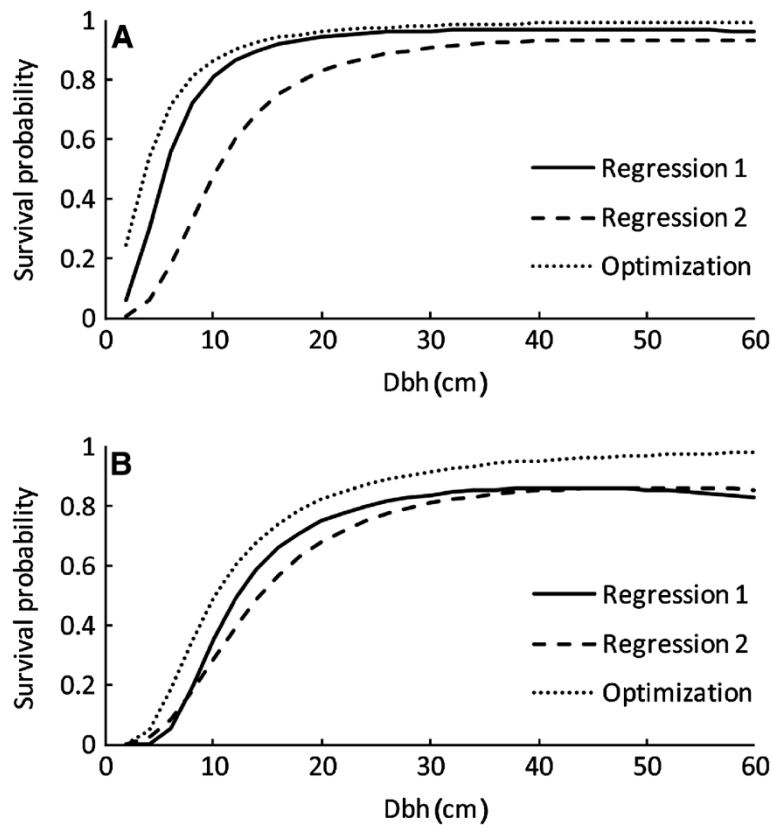 A
1
0.8
0.6
0.4
0.2
0
Survival probability
Regression 1
Regression 2
Optimization
0 10 20 30 40 50 60
Dbh (cm)
B
1
0.8
0.6
0.4
0.2
0
Survival probability
Regression 1
Regression 2
Optimization
0 10 20 30 40 50 60
Dbh (cm)